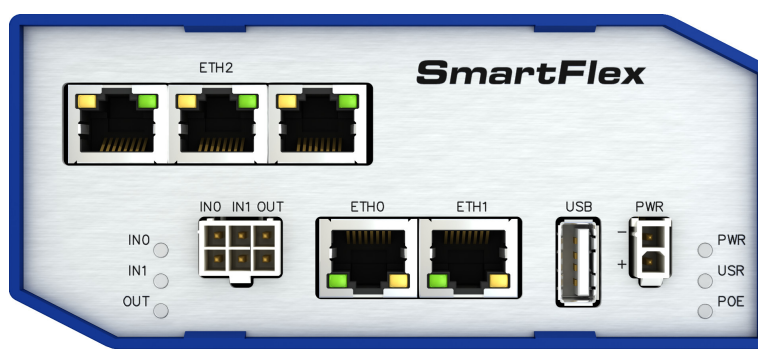 ETH2
SmartFlex
IN0 IN1 OUT
ETH0
ETH1
USB
PWR
IN0
IN1
OUT
-
+
PWR
USR
POE